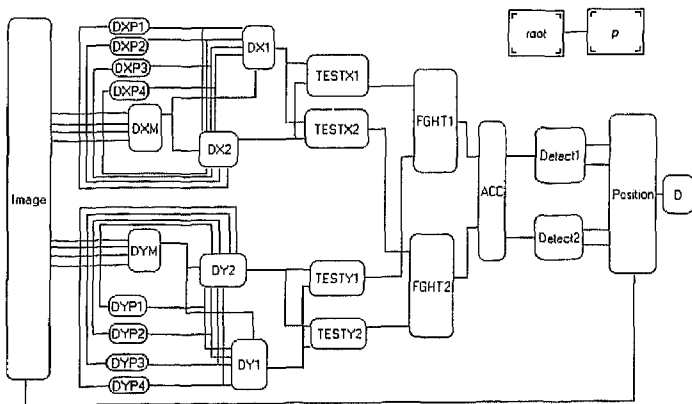 DXP1
DXP2
DXP3
DXP4
DX1
DXM
DX2
TESTX1
TESTX2
FGHT1
root
p
Image
ACC
Detect1
Position
D
Detect2
DYM
DY2
TESTY1
FGHT2
DYP1
DYP2
TESTY2
DY1
DYP3
DYP4